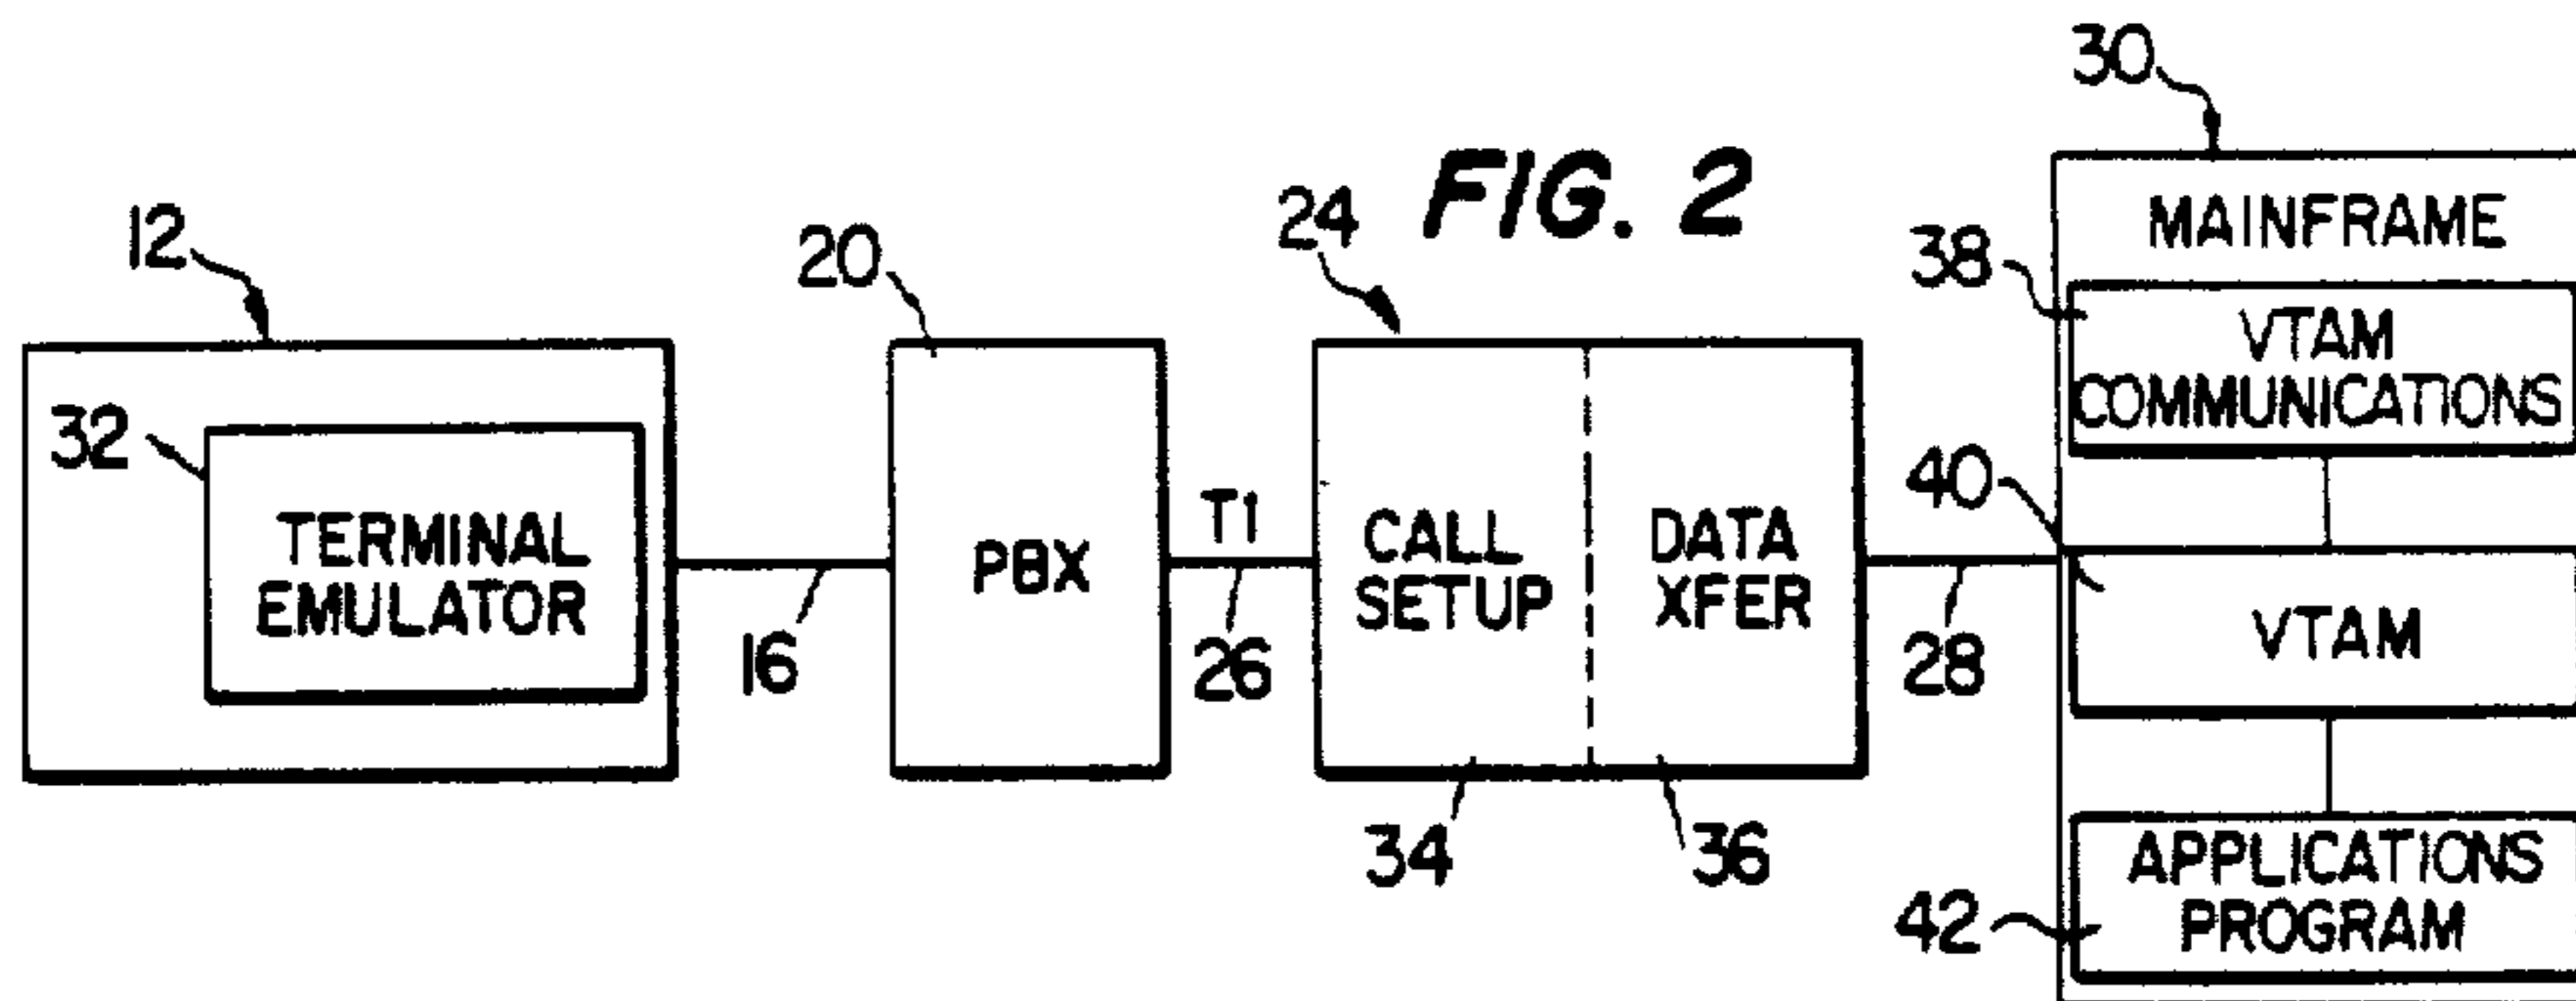 FIG. 2
12
32
TERMINAL
EMULATOR
16
20
PBX
T1
26
24
CALL
SETUP
34
DATA
XFER
36
28
30
MAINFRAME
38
VTAM
COMMUNICATIONS
40
VTAM
42
APPLICATIONS
PROGRAM